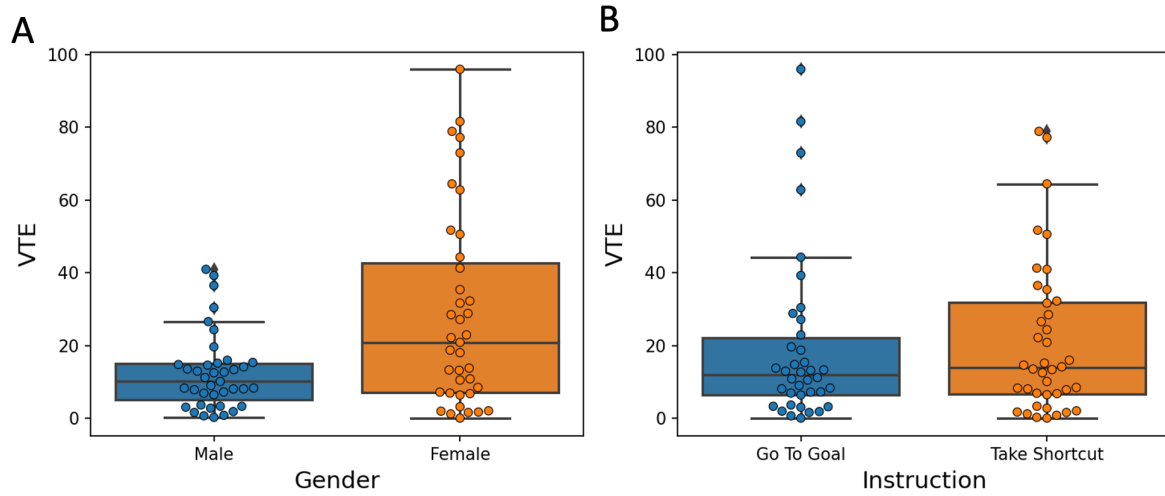 A
100
80
60
40
20
0
VTE
Male
Female
Gender
B
100
80
60
40
20
0
VTE
Go To Goal
Take Shortcut
Instruction